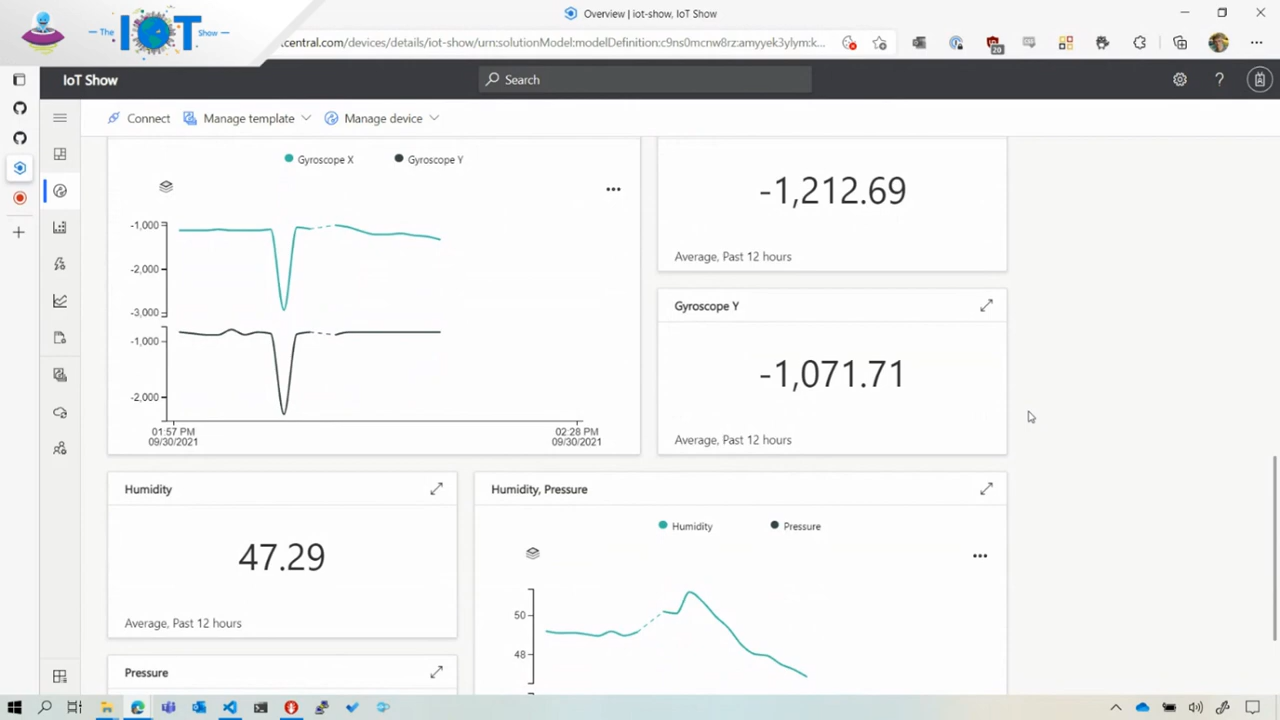 The IOT Show
Overview | iot-show, IoT Show
:central.com/devices/details/iot-show/urn:solutionModel:modelDefinition:c9ns0mcnw8rz:amyyek3ylym:k...
20
IoT Show
Search
?
Connect
Manage template
Manage device
Gyroscope X
Gyroscope Y
-1,000
-2,000
-3,000
-1,000
-2,000
01:57 PM
09/30/2021
02:28 PM
09/30/2021
-1,212.69
Average, Past 12 hours
Gyroscope Y
-1,071.71
Average, Past 12 hours
Humidity
47.29
Average, Past 12 hours
Humidity, Pressure
Humidity
Pressure
50
48
Pressure